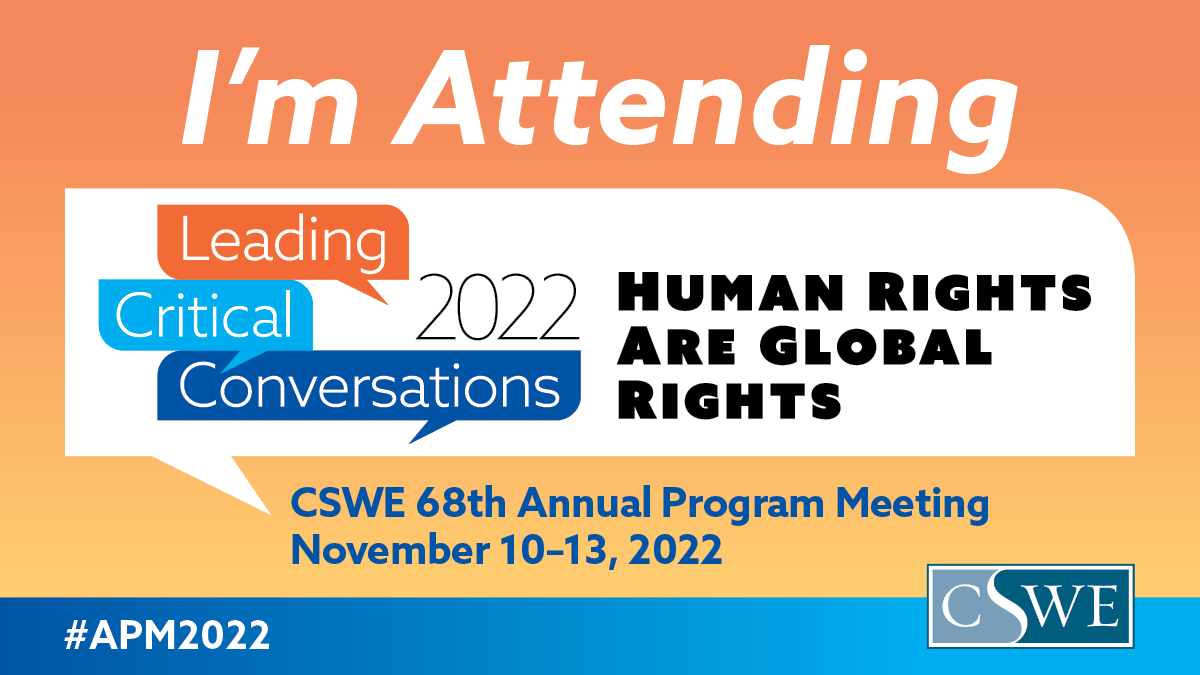 I'm Attending
Leading
Critical
2022
Conversations
HUMAN RIGHTS
ARE GLOBAL
RIGHTS
CSWE 68th Annual Program Meeting
November 10–13, 2022
#APM2022
CSWE